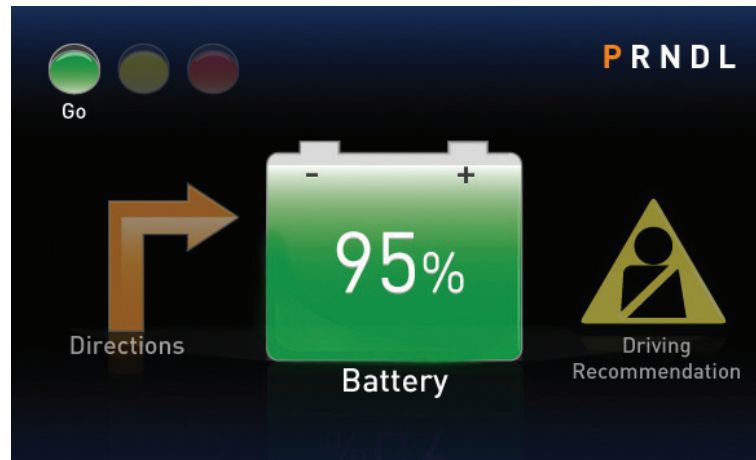 PRNDL
Go
- +
95%
Directions
Battery
Driving
Recommendation